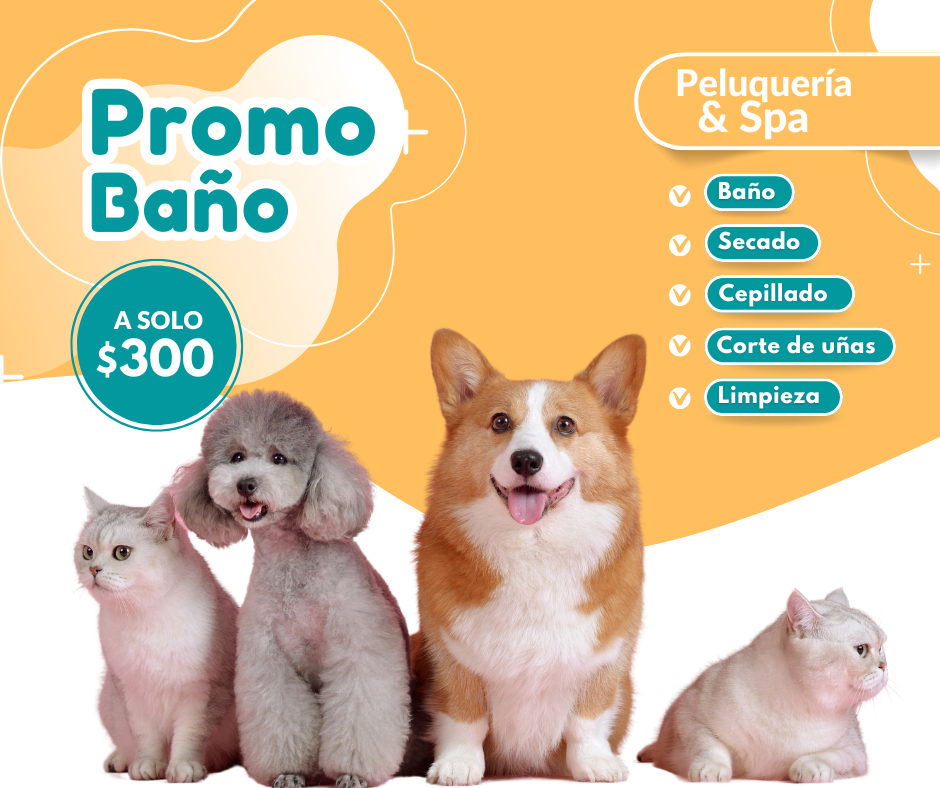 Promo
Baño
A SOLO
$300
Peluquería
& Spa
Baño
Secado
Cepillado
Corte de uñas
Limpieza